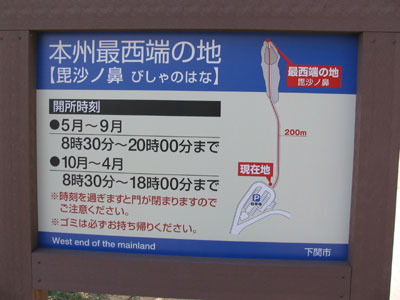 本州最西端の地
【毘沙ノ鼻 びしゃのはな】
開所時刻
●5月～9月
8時30分～20時00分まで
●10月～4月
8時30分～18時00分まで
※時刻を過ぎますと門が閉まりますので
ご注意ください。
※ゴミは必ずお持ち帰りください。
West end of the mainland
最西端の地
毘沙ノ鼻
200m
現在地
P
下関市